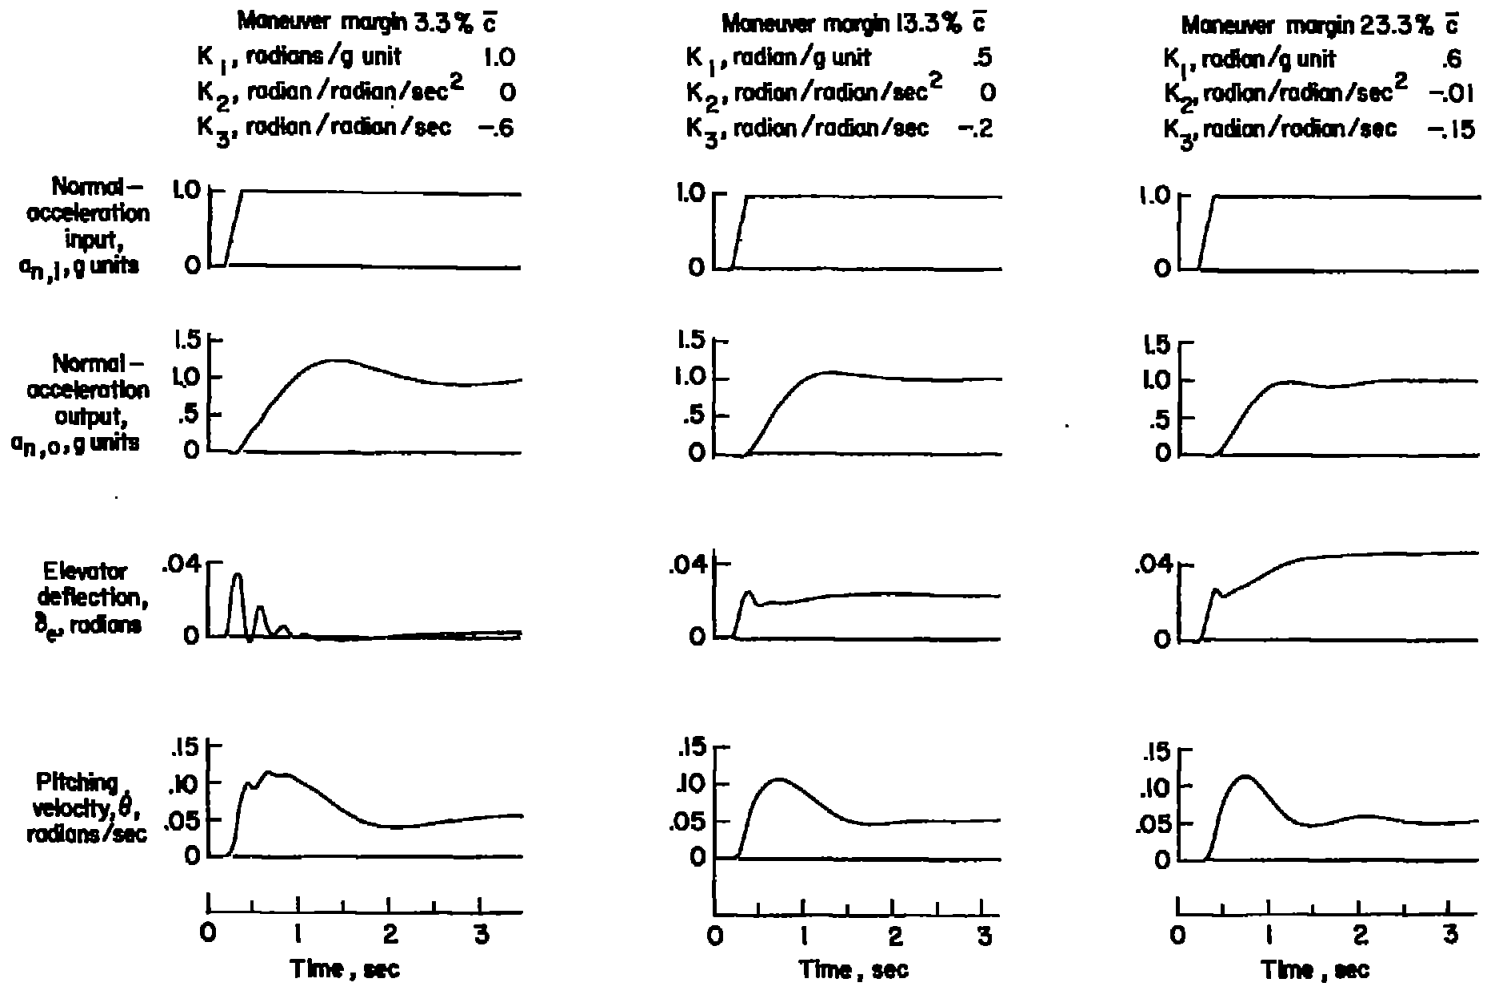 Maneuver margin 3.3% c̅
K1, radians/g unit 1.0
K2, radian/radian/sec2 0
K3, radian/radian/sec -.6
Maneuver margin 13.3% c̅
K1, radian/g unit .5
K2, radian/radian/sec2 0
K3, radian/radian/sec -.2
Maneuver margin 23.3% c̅
K1, radian/g unit .6
K2, radian/radian/sec2 -.01
K3, radian/radian/sec -.15
Normal-
acceleration
input,
an,i, g units
1.0
0
1.0
0
1.0
0
Normal-
acceleration
output,
an,o, g units
1.5
1.0
.5
0
1.5
1.0
.5
0
1.5
1.0
.5
0
Elevator
deflection,
δe, radians
.04
0
.04
0
.04
0
Pitching
velocity, θ̇,
radians/sec
.15
.10
.05
0
.15
.10
.05
0
.15
.10
.05
0
0 1 2 3
Time, sec
0 1 2 3
Time, sec
0 1 2 3
Time, sec